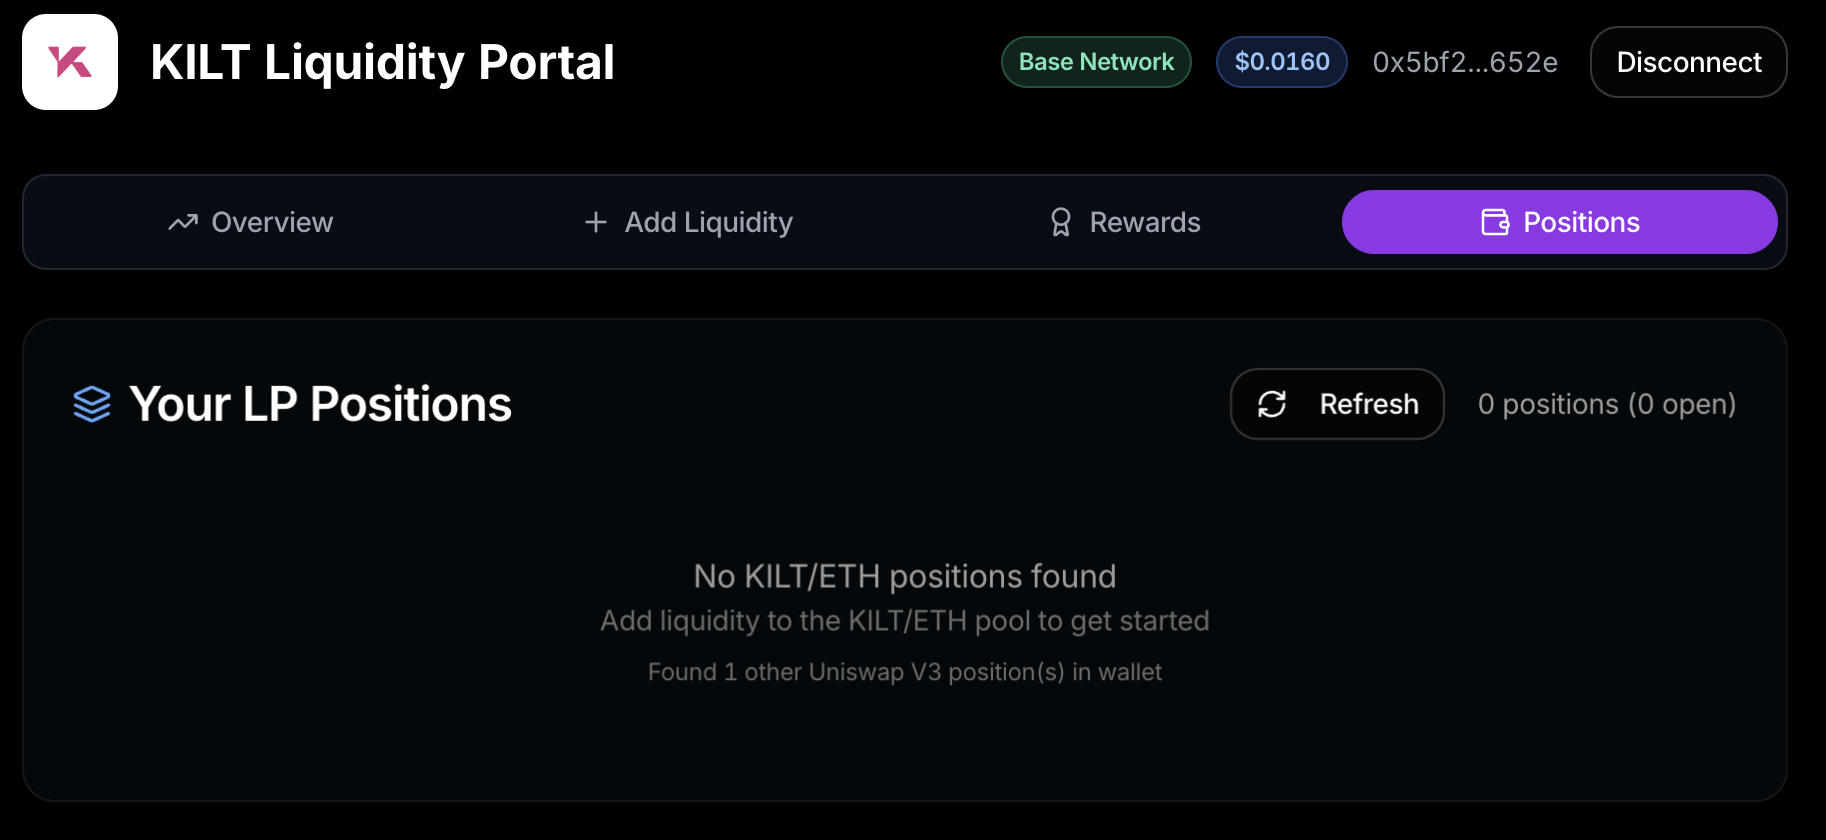 KILT Liquidity Portal
Base Network
$0.0160
0x5bf2...652e
Disconnect
Overview
Add Liquidity
Rewards
Positions
Your LP Positions
Refresh
0 positions (0 open)
No KILT/ETH positions found
Add liquidity to the KILT/ETH pool to get started
Found 1 other Uniswap V3 position(s) in wallet